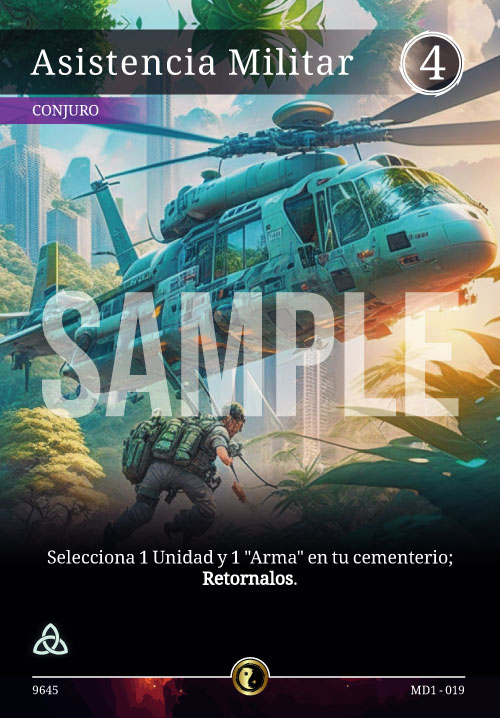 Asistencia Militar
4
CONJURO
SAMPLE
Selecciona 1 Unidad y 1 "Arma" en tu cementerio;
Retornalos.
9645
MD1 - 019